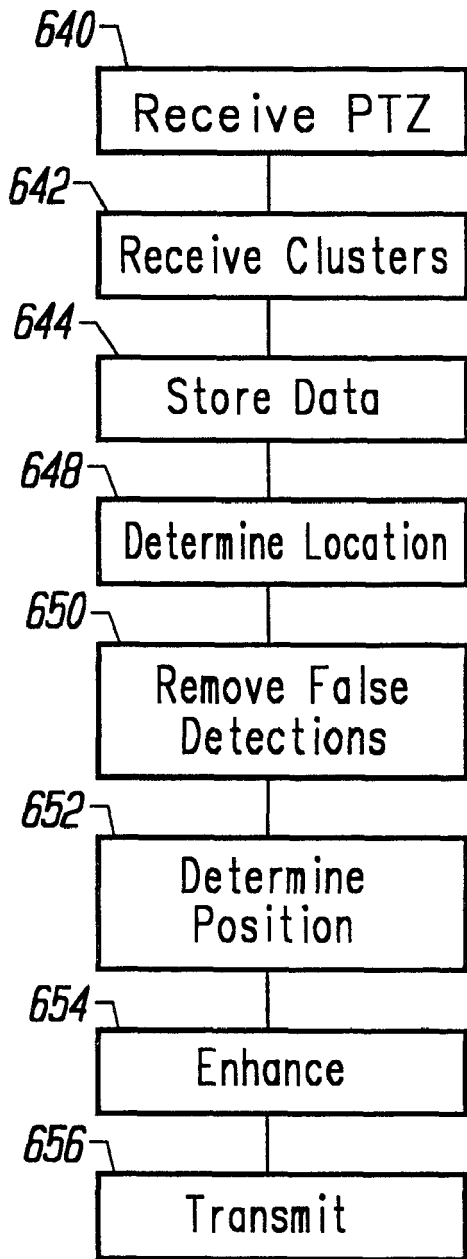 640
Receive PTZ
642
Receive Clusters
644
Store Data
648
Determine Location
650
Remove False
Detections
652
Determine
Position
654
Enhance
656
Transmit